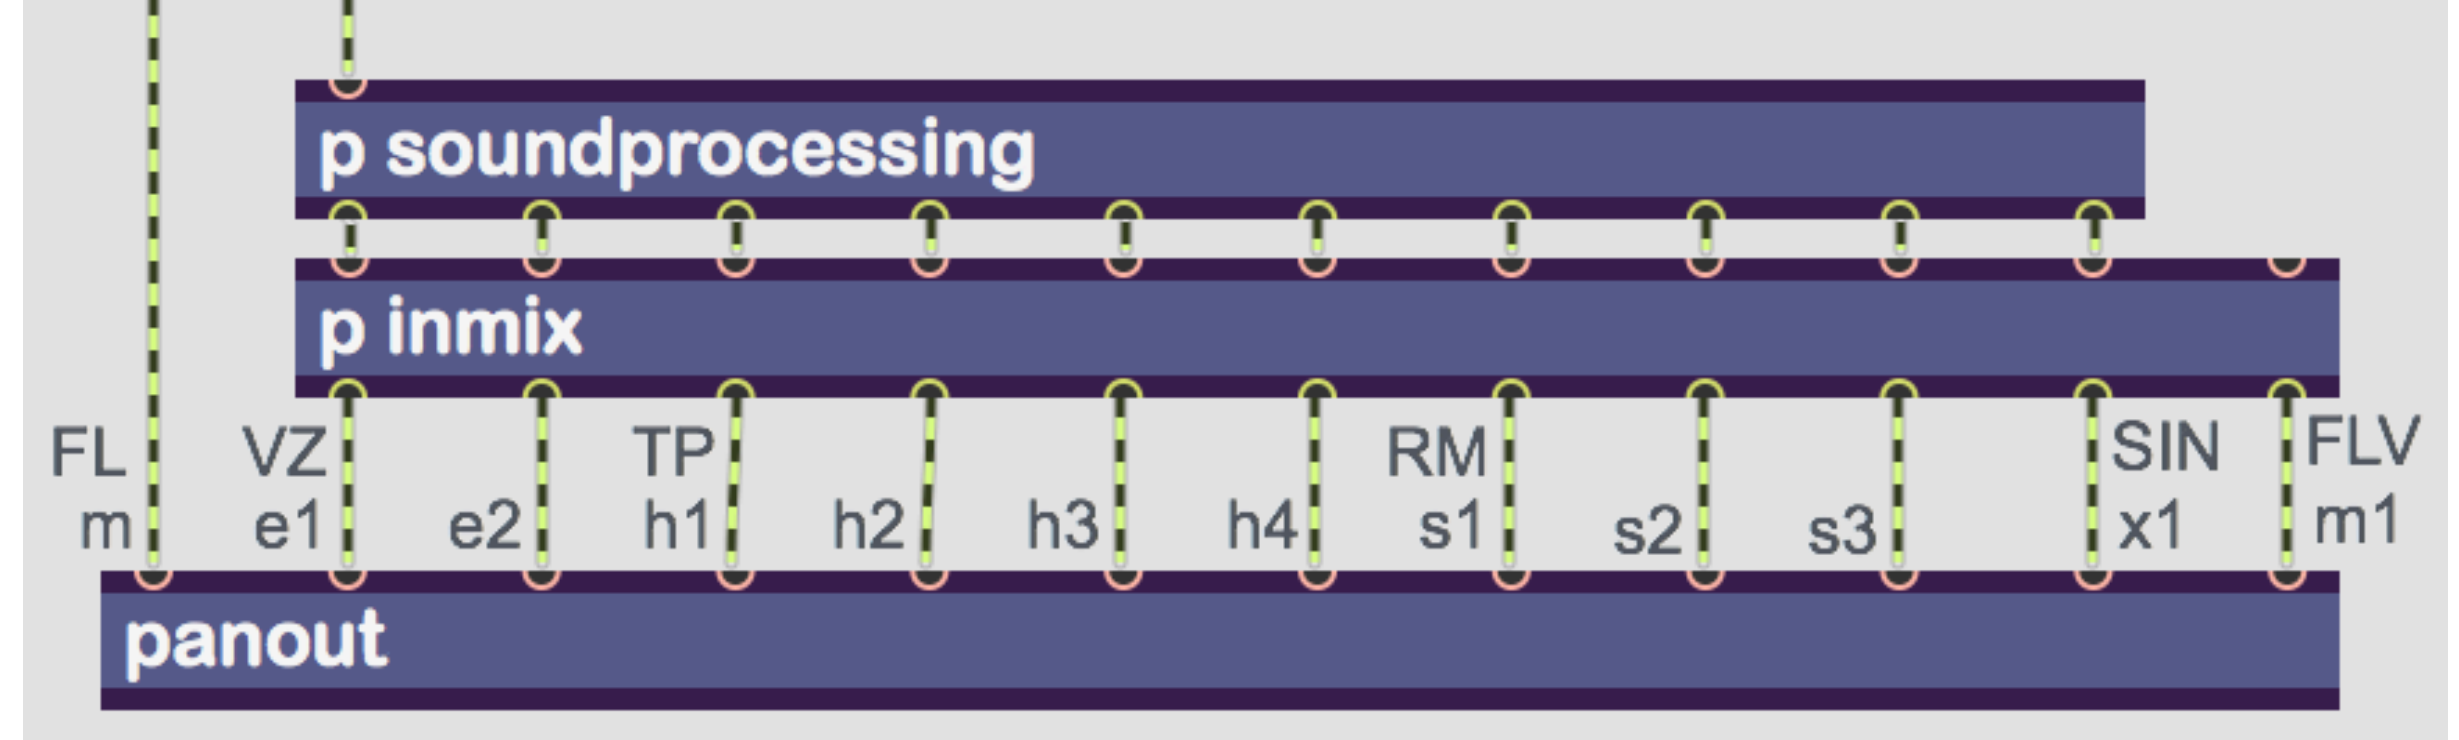 p soundprocessing
p inmix
FL VZ TP RM SIN FLV
m e1 e2 h1 h2 h3 h4 s1 s2 s3 x1 m1
panout